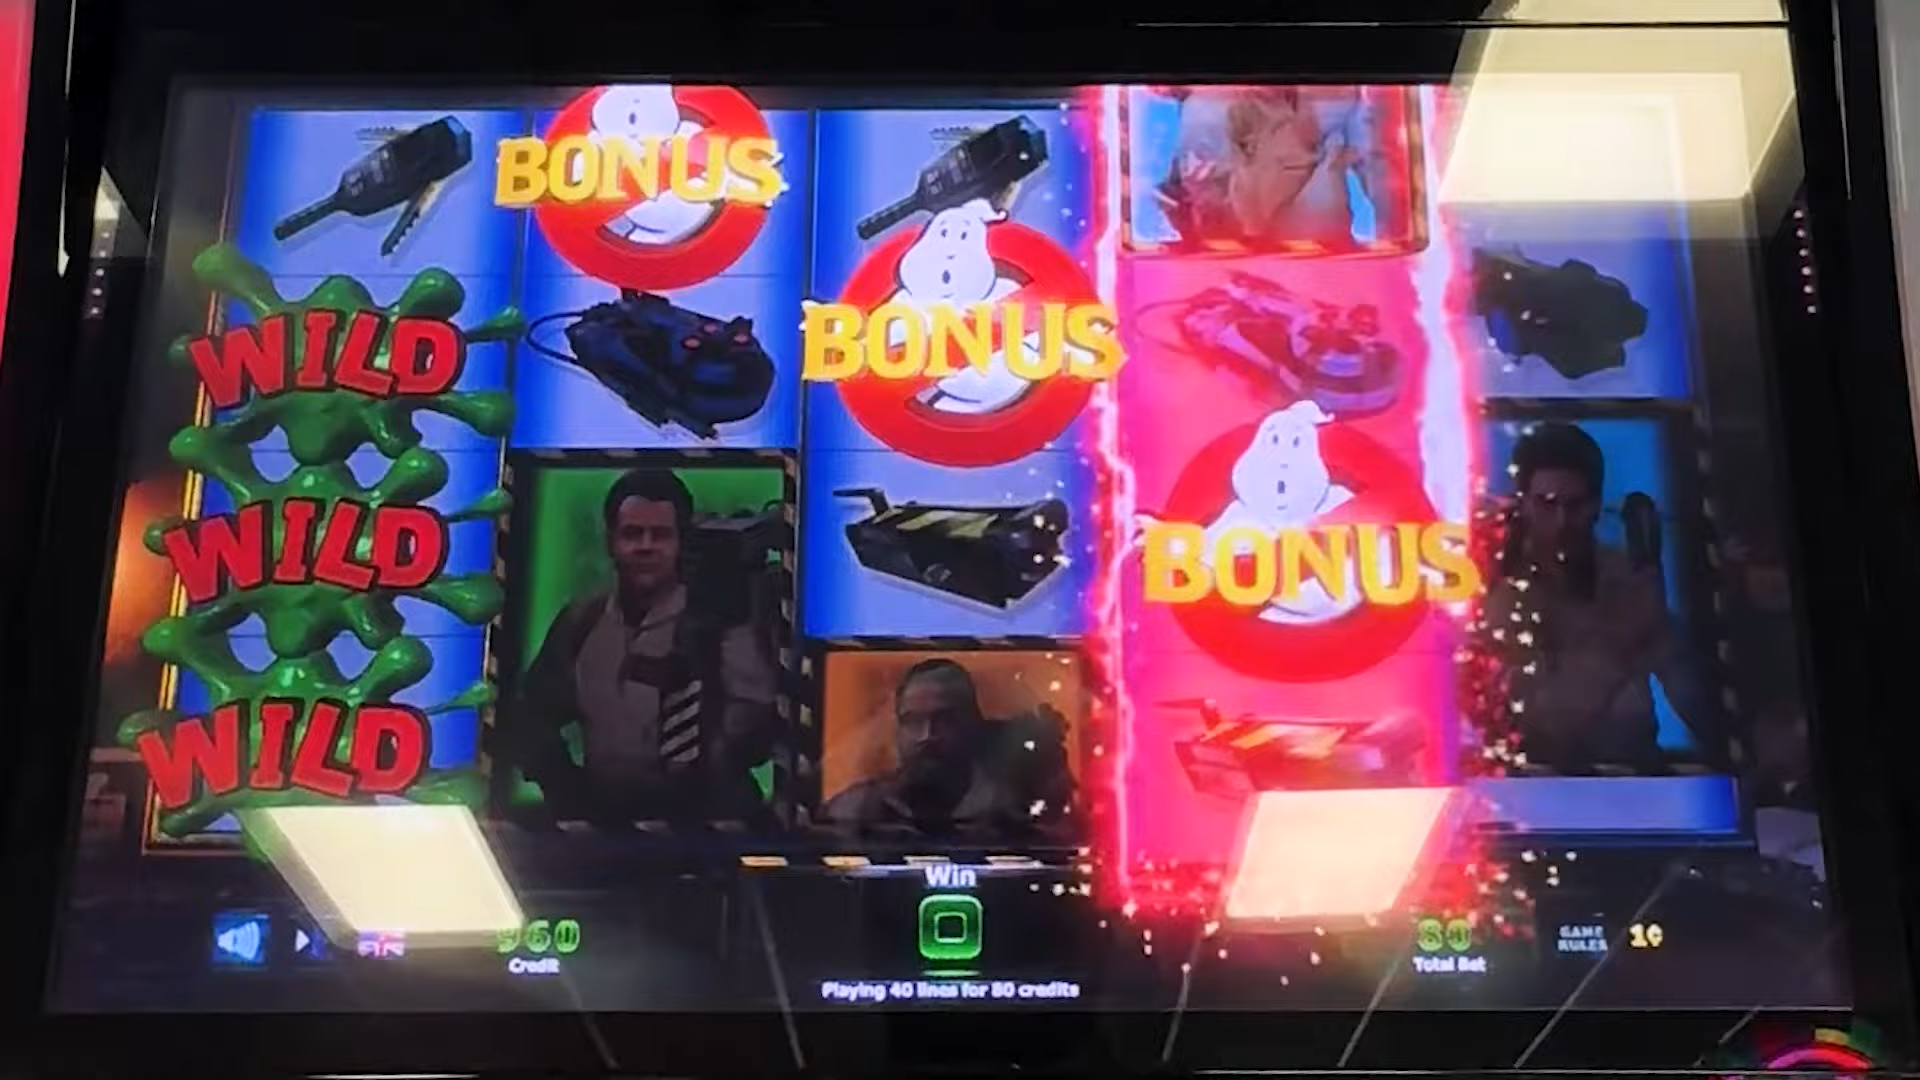 BONUS
BONUS
WILD
BONUS
WILD
WILD
Win
0
960
Credit
80
Total Bet
GAME RULES
1¢
Playing 40 lines for 80 credits